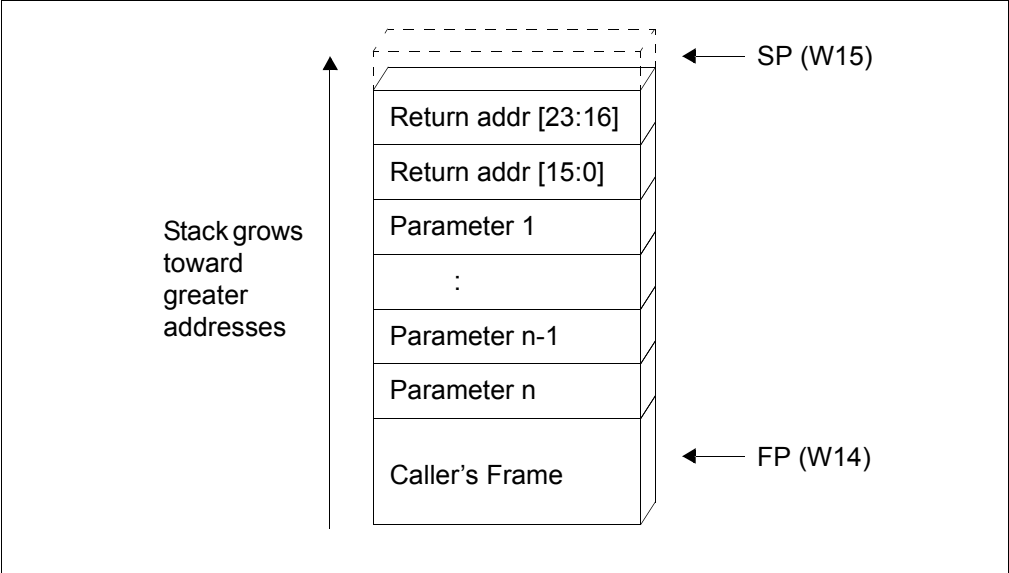 SP (W15)
Return addr [23:16]
Return addr [15:0]
Parameter 1
:
Parameter n-1
Parameter n
Caller’s Frame
FP (W14)
Stack grows
toward
greater
addresses